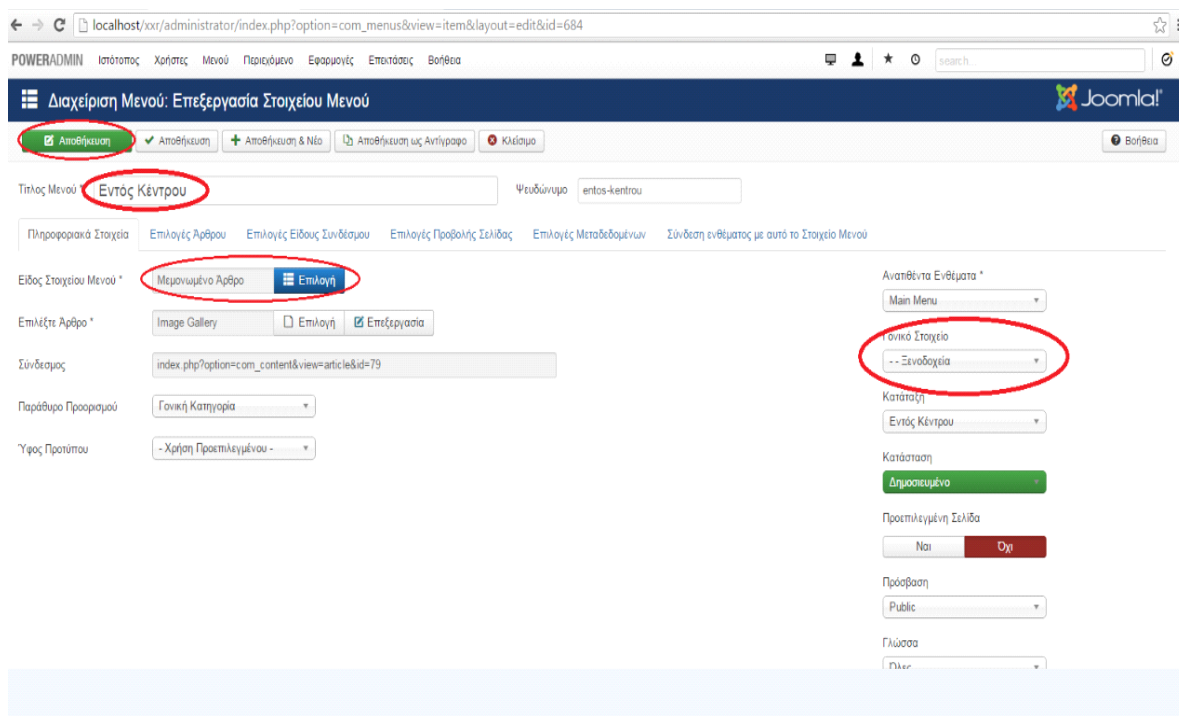 localhost/xxr/administrator/index.php?option=com_menus&view=item&layout=edit&id=684
POWERADMIN Ιστότοπος Χρήστες Μενού Περιεχόμενο Εφαρμογές Επεκτάσεις Βοήθεια search...
Διαχείριση Μενού: Επεξεργασία Στοιχείου Μενού Joomla!
Αποθήκευση Αποθήκευση Αποθήκευση & Νέο Αποθήκευση ως Αντίγραφο Κλείσιμο Βοήθεια
Τίτλος Μενού * Εντός Κέντρου Ψευδώνυμο entos-kentrou
Πληροφοριακά Στοιχεία Επιλογές Άρθρου Επιλογές Είδους Συνδέσμου Επιλογές Προβολής Σελίδας Επιλογές Μεταδεδομένων Σύνδεση ενθέματος με αυτό το Στοιχείο Μενού
Είδος Στοιχείου Μενού * Μεμονωμένο Άρθρο Επιλογή
Επιλέξτε Άρθρο * Image Gallery Επιλογή Επεξεργασία
Σύνδεσμος index.php?option=com_content&view=article&id=79
Παράθυρο Προορισμού Γονική Κατηγορία
Ύφος Προτύπου - Χρήση Προεπιλεγμένου -
Ανατιθέντα Ενθέματα *
Main Menu
Γονικό Στοιχείο
- - Ξενοδοχεία
Κατάταξη
Εντός Κέντρου
Κατάσταση
Δημοσιευμένο
Προεπιλεγμένη Σελίδα
Ναι Όχι
Πρόσβαση
Public
Γλώσσα
Όλες